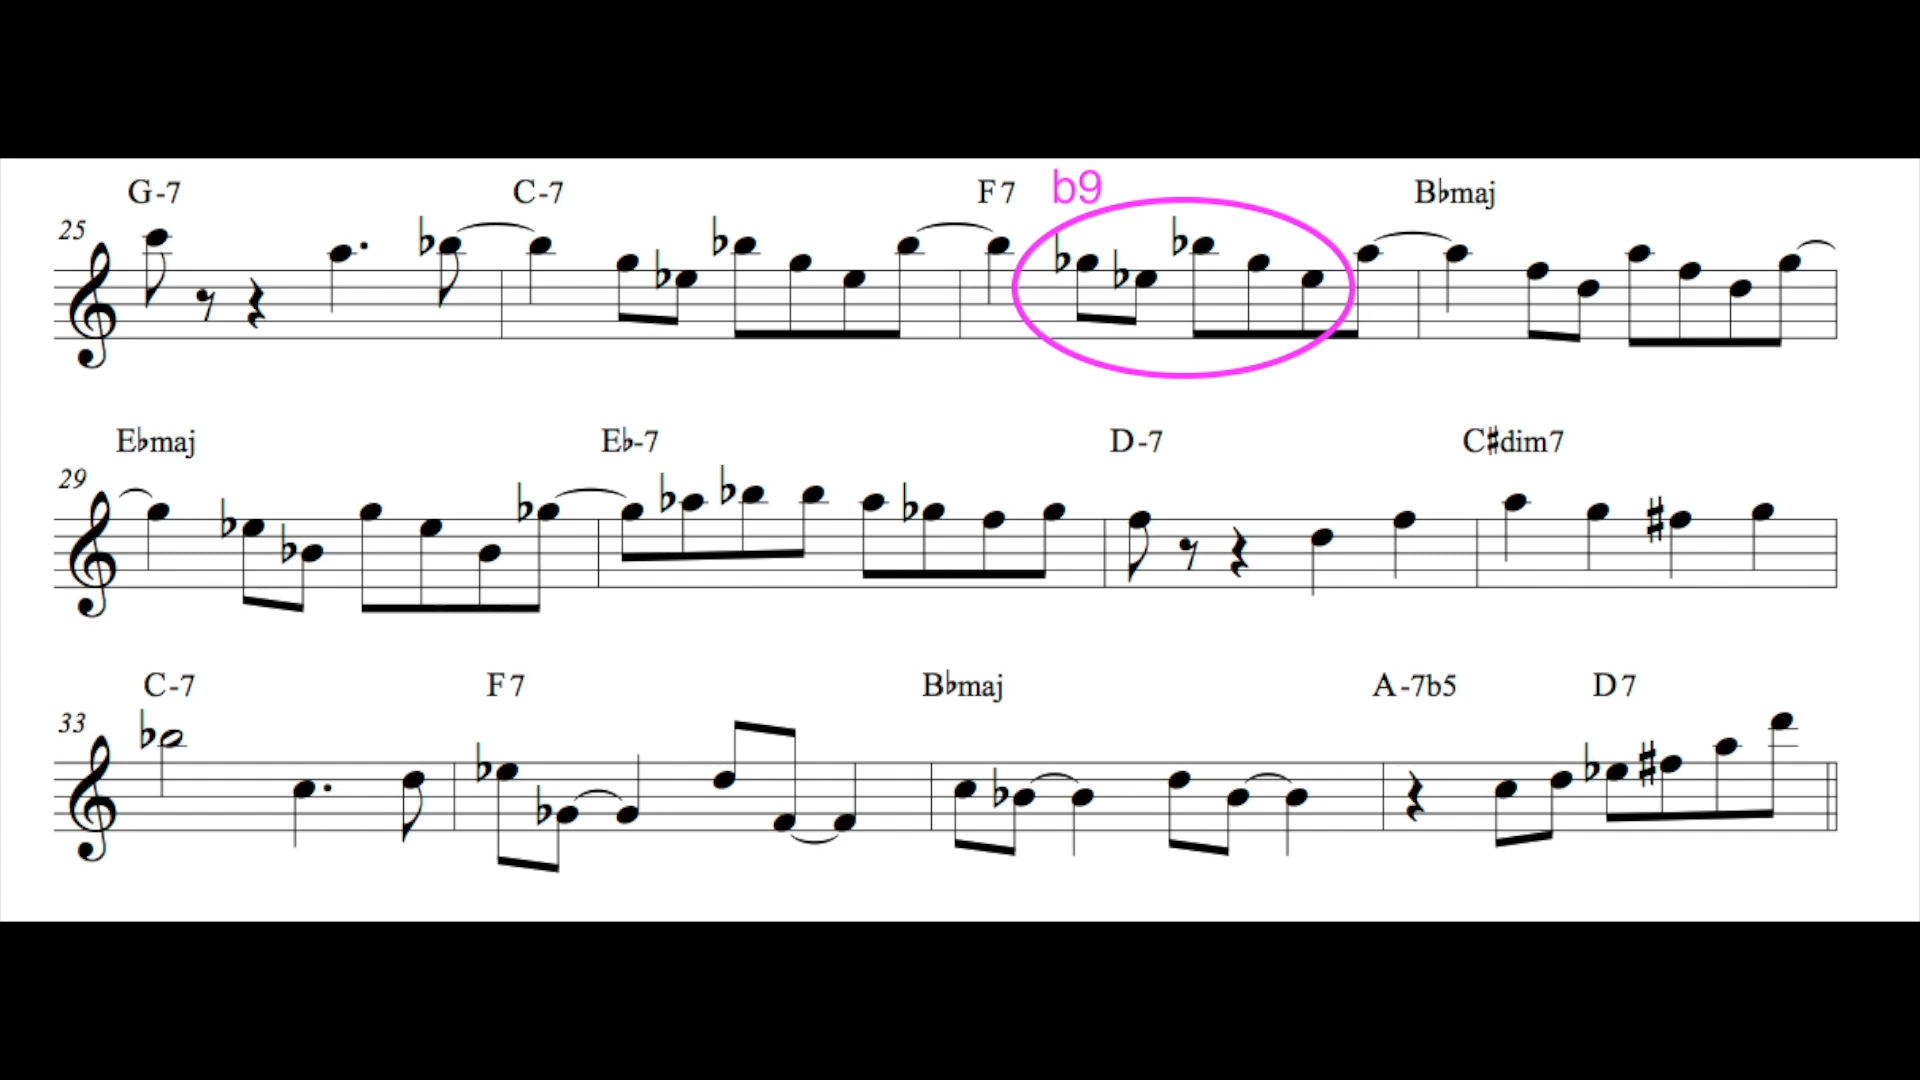 G-7 C-7 F7 b9 B♭maj
25
E♭maj E♭-7 D-7 C♯dim7
29
C-7 F7 B♭maj A-7b5 D7
33